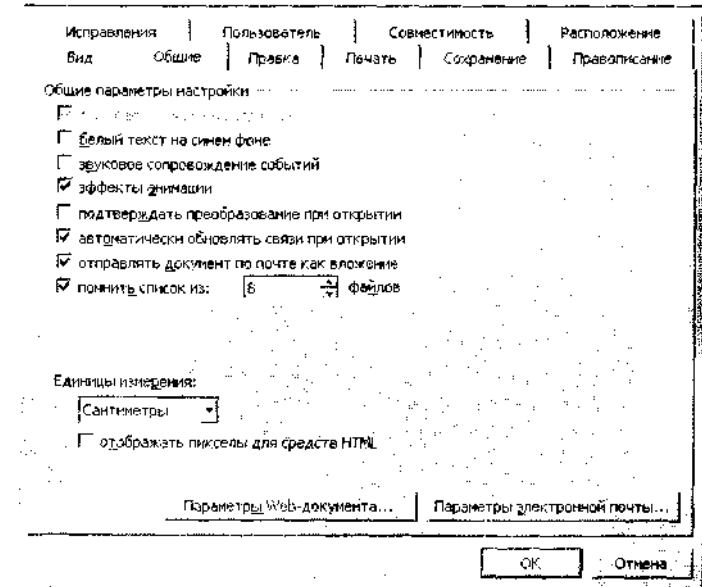 Исправления Пользователь Совместимость Расположение
Вид Общие Правка Печать Сохранение Правописание
Общие параметры настройки
белый текст на синем фоне
звуковое сопровождение событий
эффекты анимации
подтверждать преобразование при открытии
автоматически обновлять связи при открытии
отправлять документ по почте как вложение
помнить список из: 6 файлов
Единицы измерения:
Сантиметры
отображать пикселы для средств HTML
Параметры Web-документа... Параметры электронной почты...
ОК Отмена